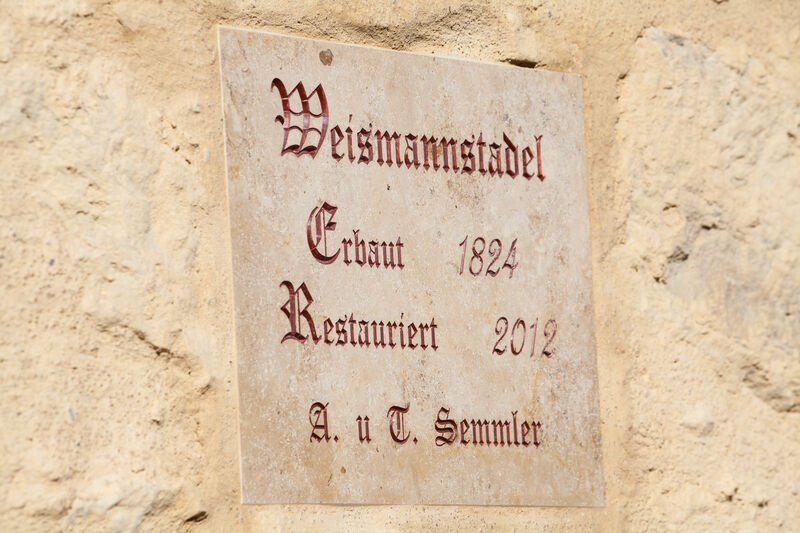 Weismannstadel
Erbaut 1824
Restauriert 2012
A. u T. Semmler